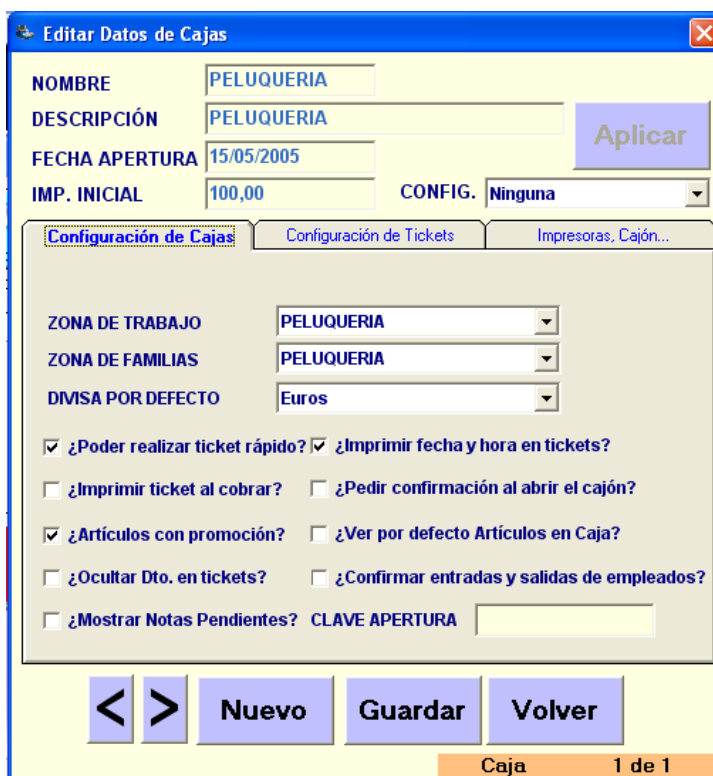 Editar Datos de Cajas
NOMBRE PELUQUERIA
DESCRIPCIÓN PELUQUERIA
Aplicar
FECHA APERTURA 15/05/2005
IMP. INICIAL 100,00 CONFIG. Ninguna
Configuración de Cajas Configuración de Tickets Impresoras, Cajón...
ZONA DE TRABAJO PELUQUERIA
ZONA DE FAMILIAS PELUQUERIA
DIVISA POR DEFECTO Euros
¿Poder realizar ticket rápido? ¿Imprimir fecha y hora en tickets?
¿Imprimir ticket al cobrar? ¿Pedir confirmación al abrir el cajón?
¿Artículos con promoción? ¿Ver por defecto Artículos en Caja?
¿Ocultar Dto. en tickets? ¿Confirmar entradas y salidas de empleados?
¿Mostrar Notas Pendientes? CLAVE APERTURA
< > Nuevo Guardar Volver
Caja 1 de 1